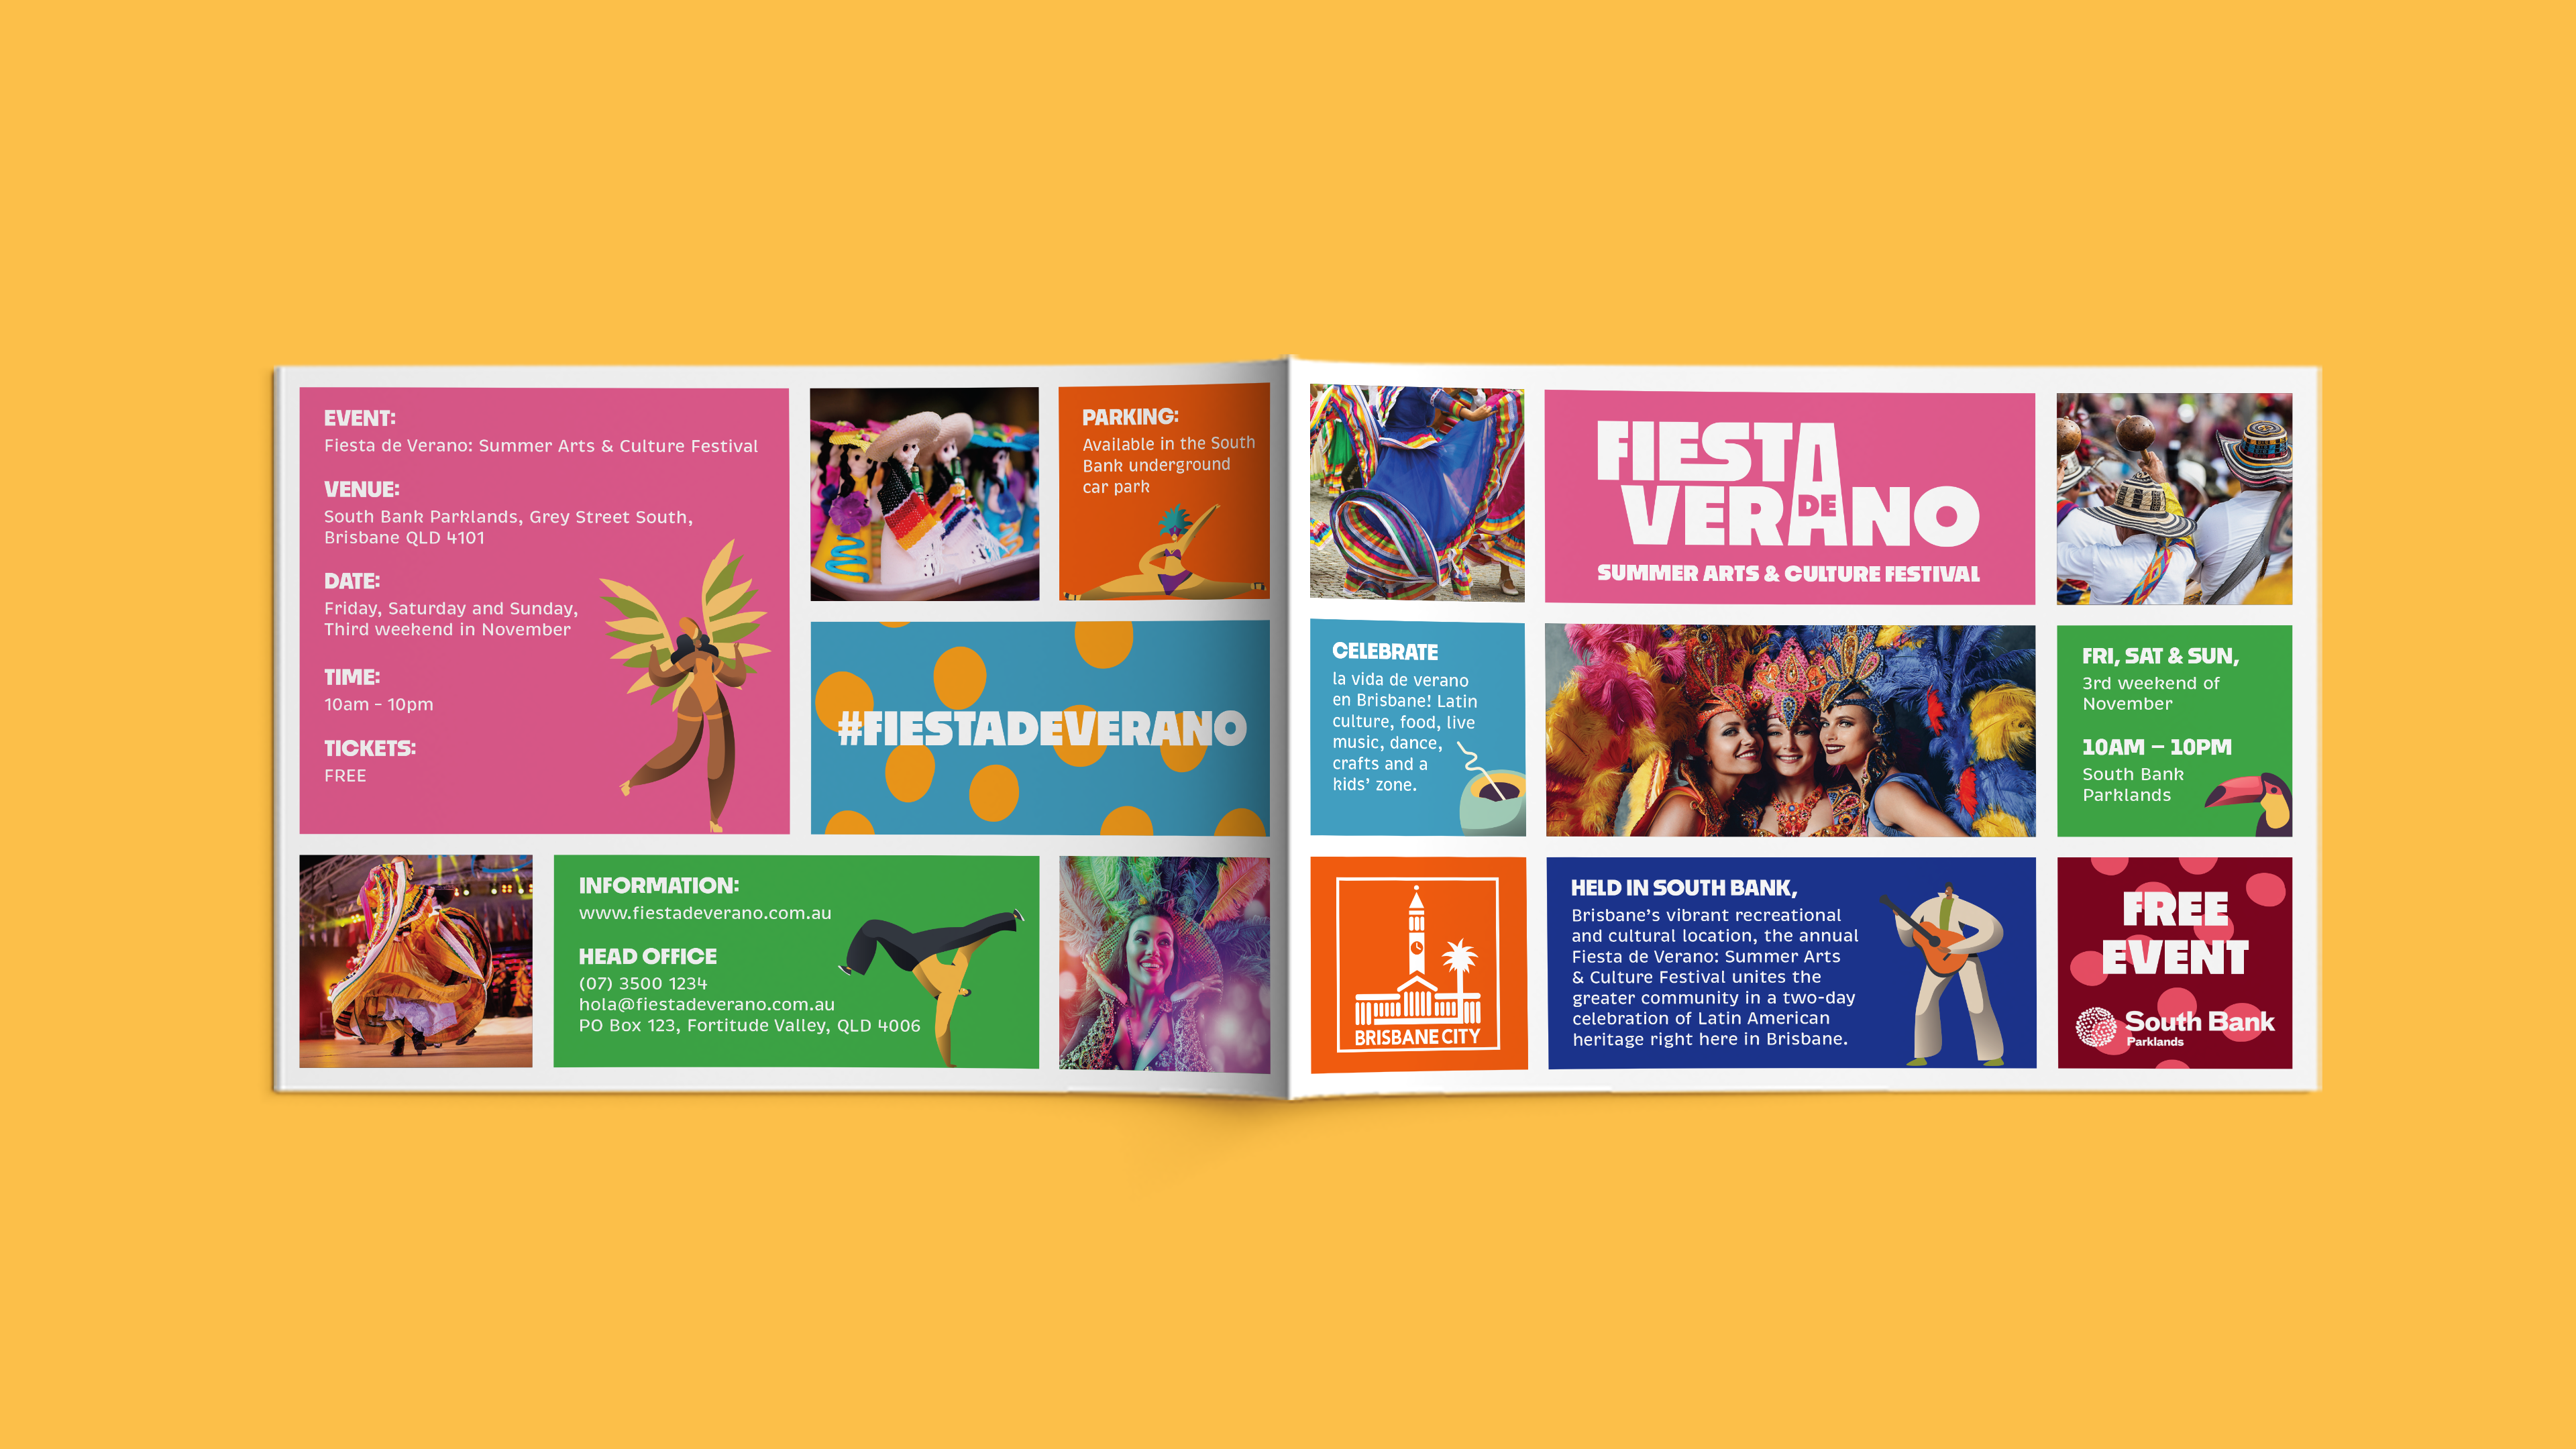 EVENT:
Fiesta de Verano: Summer Arts & Culture Festival
VENUE:
South Bank Parklands, Grey Street South,
Brisbane QLD 4101
DATE:
Friday, Saturday and Sunday,
Third weekend in November
TIME:
10am - 10pm
TICKETS:
FREE
PARKING:
Available in the South
Bank underground
car park
#FIESTADEVERANO
INFORMATION:
www.fiestadeverano.com.au
HEAD OFFICE
(07) 3500 1234
hola@fiestadeverano.com.au
PO Box 123, Fortitude Valley, QLD 4006
FIESTA
DE
VERANO
SUMMER ARTS & CULTURE FESTIVAL
CELEBRATE
la vida de verano
en Brisbane! Latin
culture, food, live
music, dance,
crafts and a
kids' zone.
FRI, SAT & SUN,
3rd weekend of
November
10AM – 10PM
South Bank
Parklands
BRISBANE CITY
HELD IN SOUTH BANK,
Brisbane's vibrant recreational
and cultural location, the annual
Fiesta de Verano: Summer Arts
& Culture Festival unites the
greater community in a two-day
celebration of Latin American
heritage right here in Brisbane.
FREE
EVENT
South Bank
Parklands